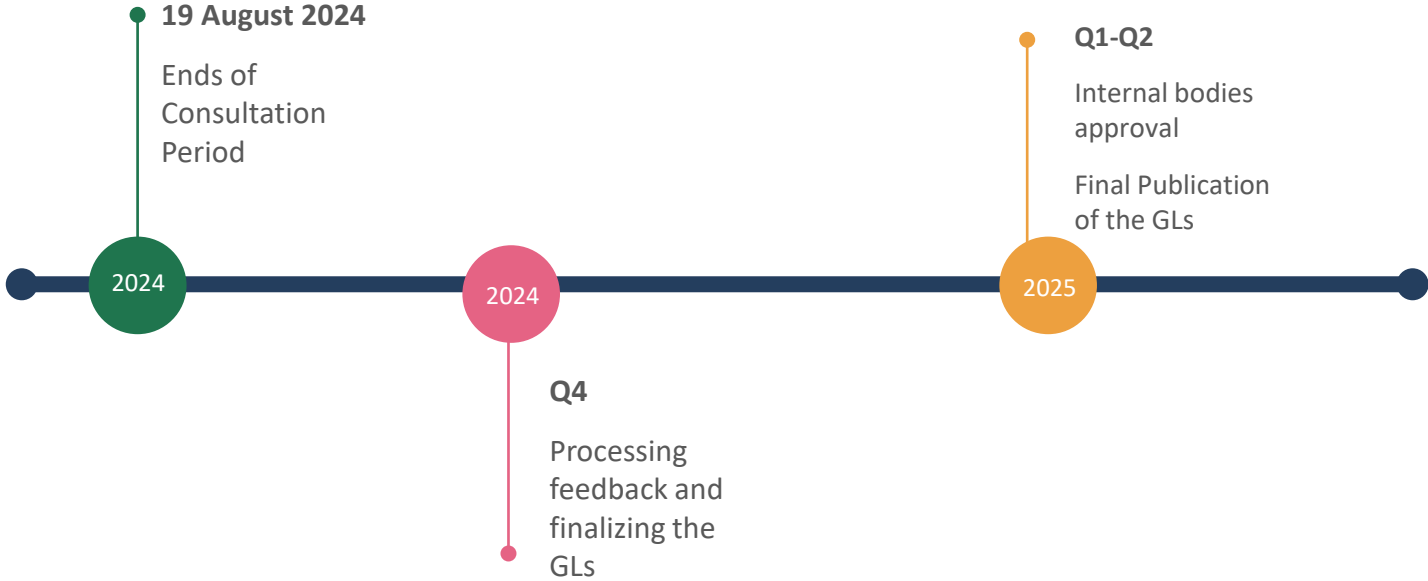 19 August 2024
Ends of
Consultation
Period
2024
2024
Q4
Processing
feedback and
finalizing the
GLs
Q1-Q2
Internal bodies
approval
Final Publication
of the GLs
2025